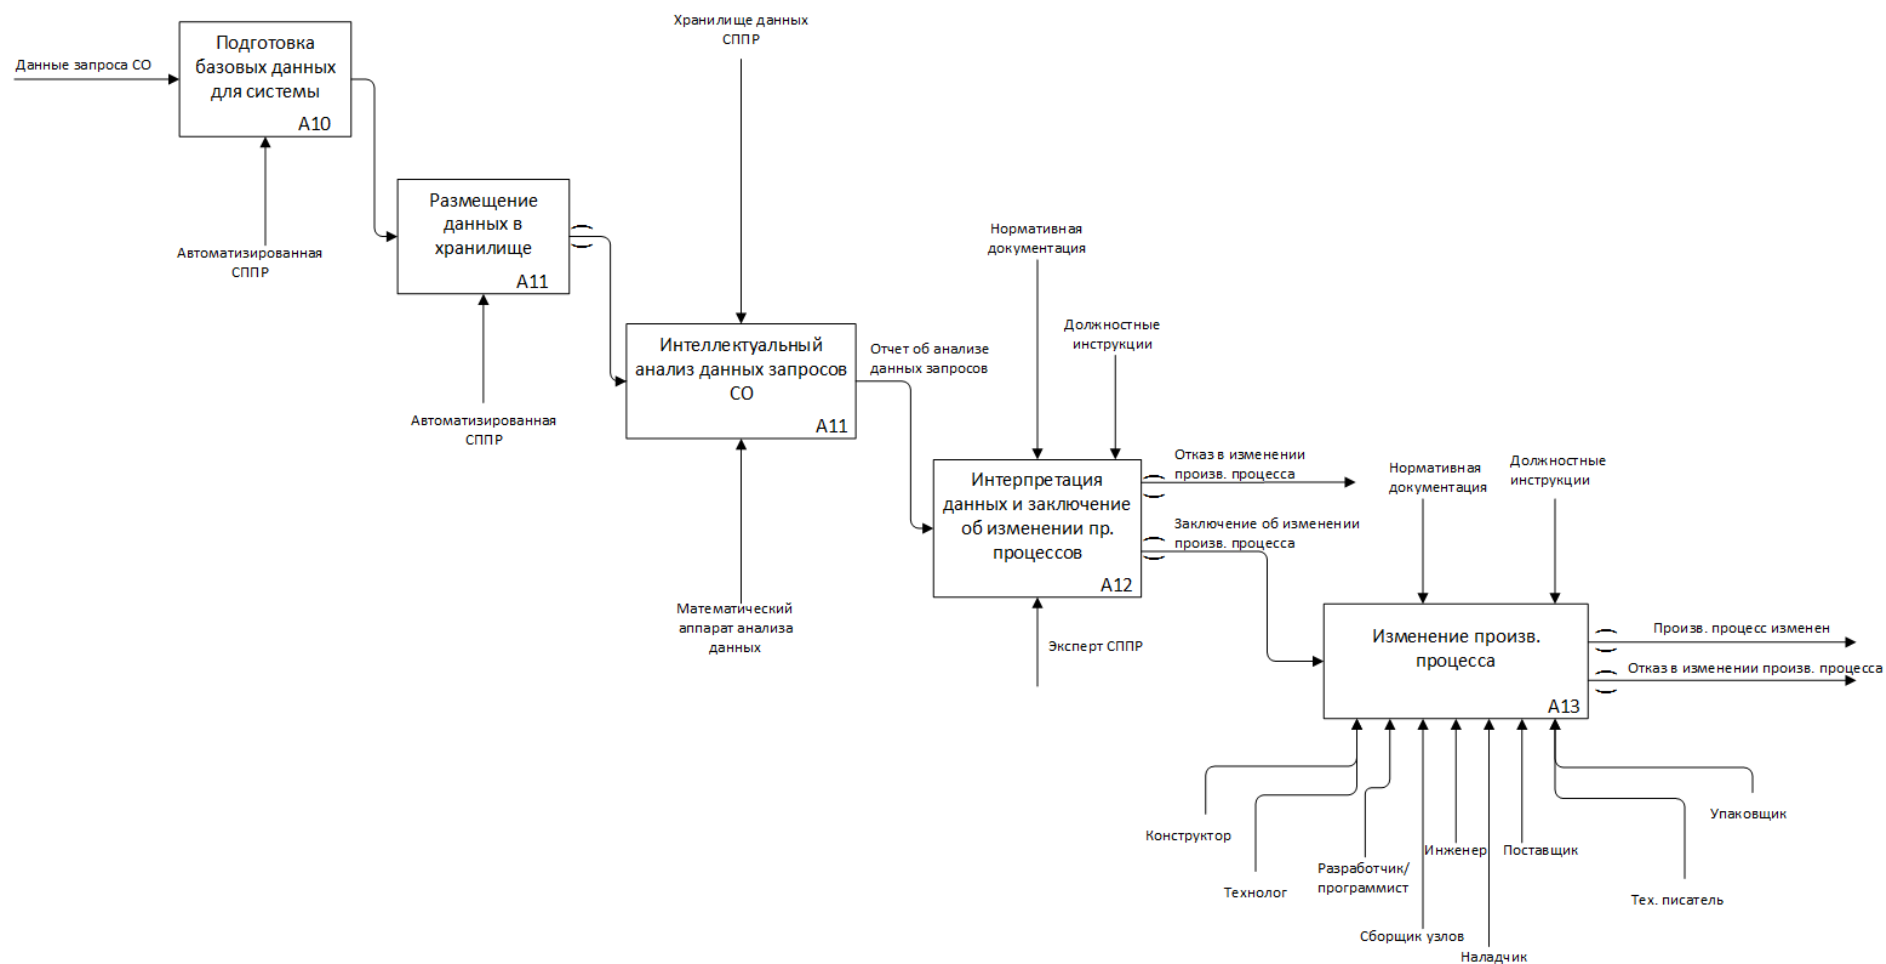 Хранилище данных
СППР
Данные запроса СО
Подготовка
базовых данных
для системы
А10
Автоматизированная
СППР
Размещение
данных в
хранилище
А11
Автоматизированная
СППР
Интеллектуальный
анализ данных запросов
СО
А11
Отчет об анализе
данных запросов
Математический
аппарат анализа
данных
Нормативная
документация
Должностные
инструкции
Интерпретация
данных и заключение
об изменении пр.
процессов
А12
Эксперт СППР
Отказ в изменении
произв. процесса
Заключение об изменении
произв. процесса
Нормативная
документация
Должностные
инструкции
Изменение произв.
процесса
А13
Произв. процесс изменен
Отказ в изменении произв. процесса
Конструктор
Технолог
Разработчик/
программист
Сборщик узлов
Инженер
Наладчик
Поставщик
Тех. писатель
Упаковщик